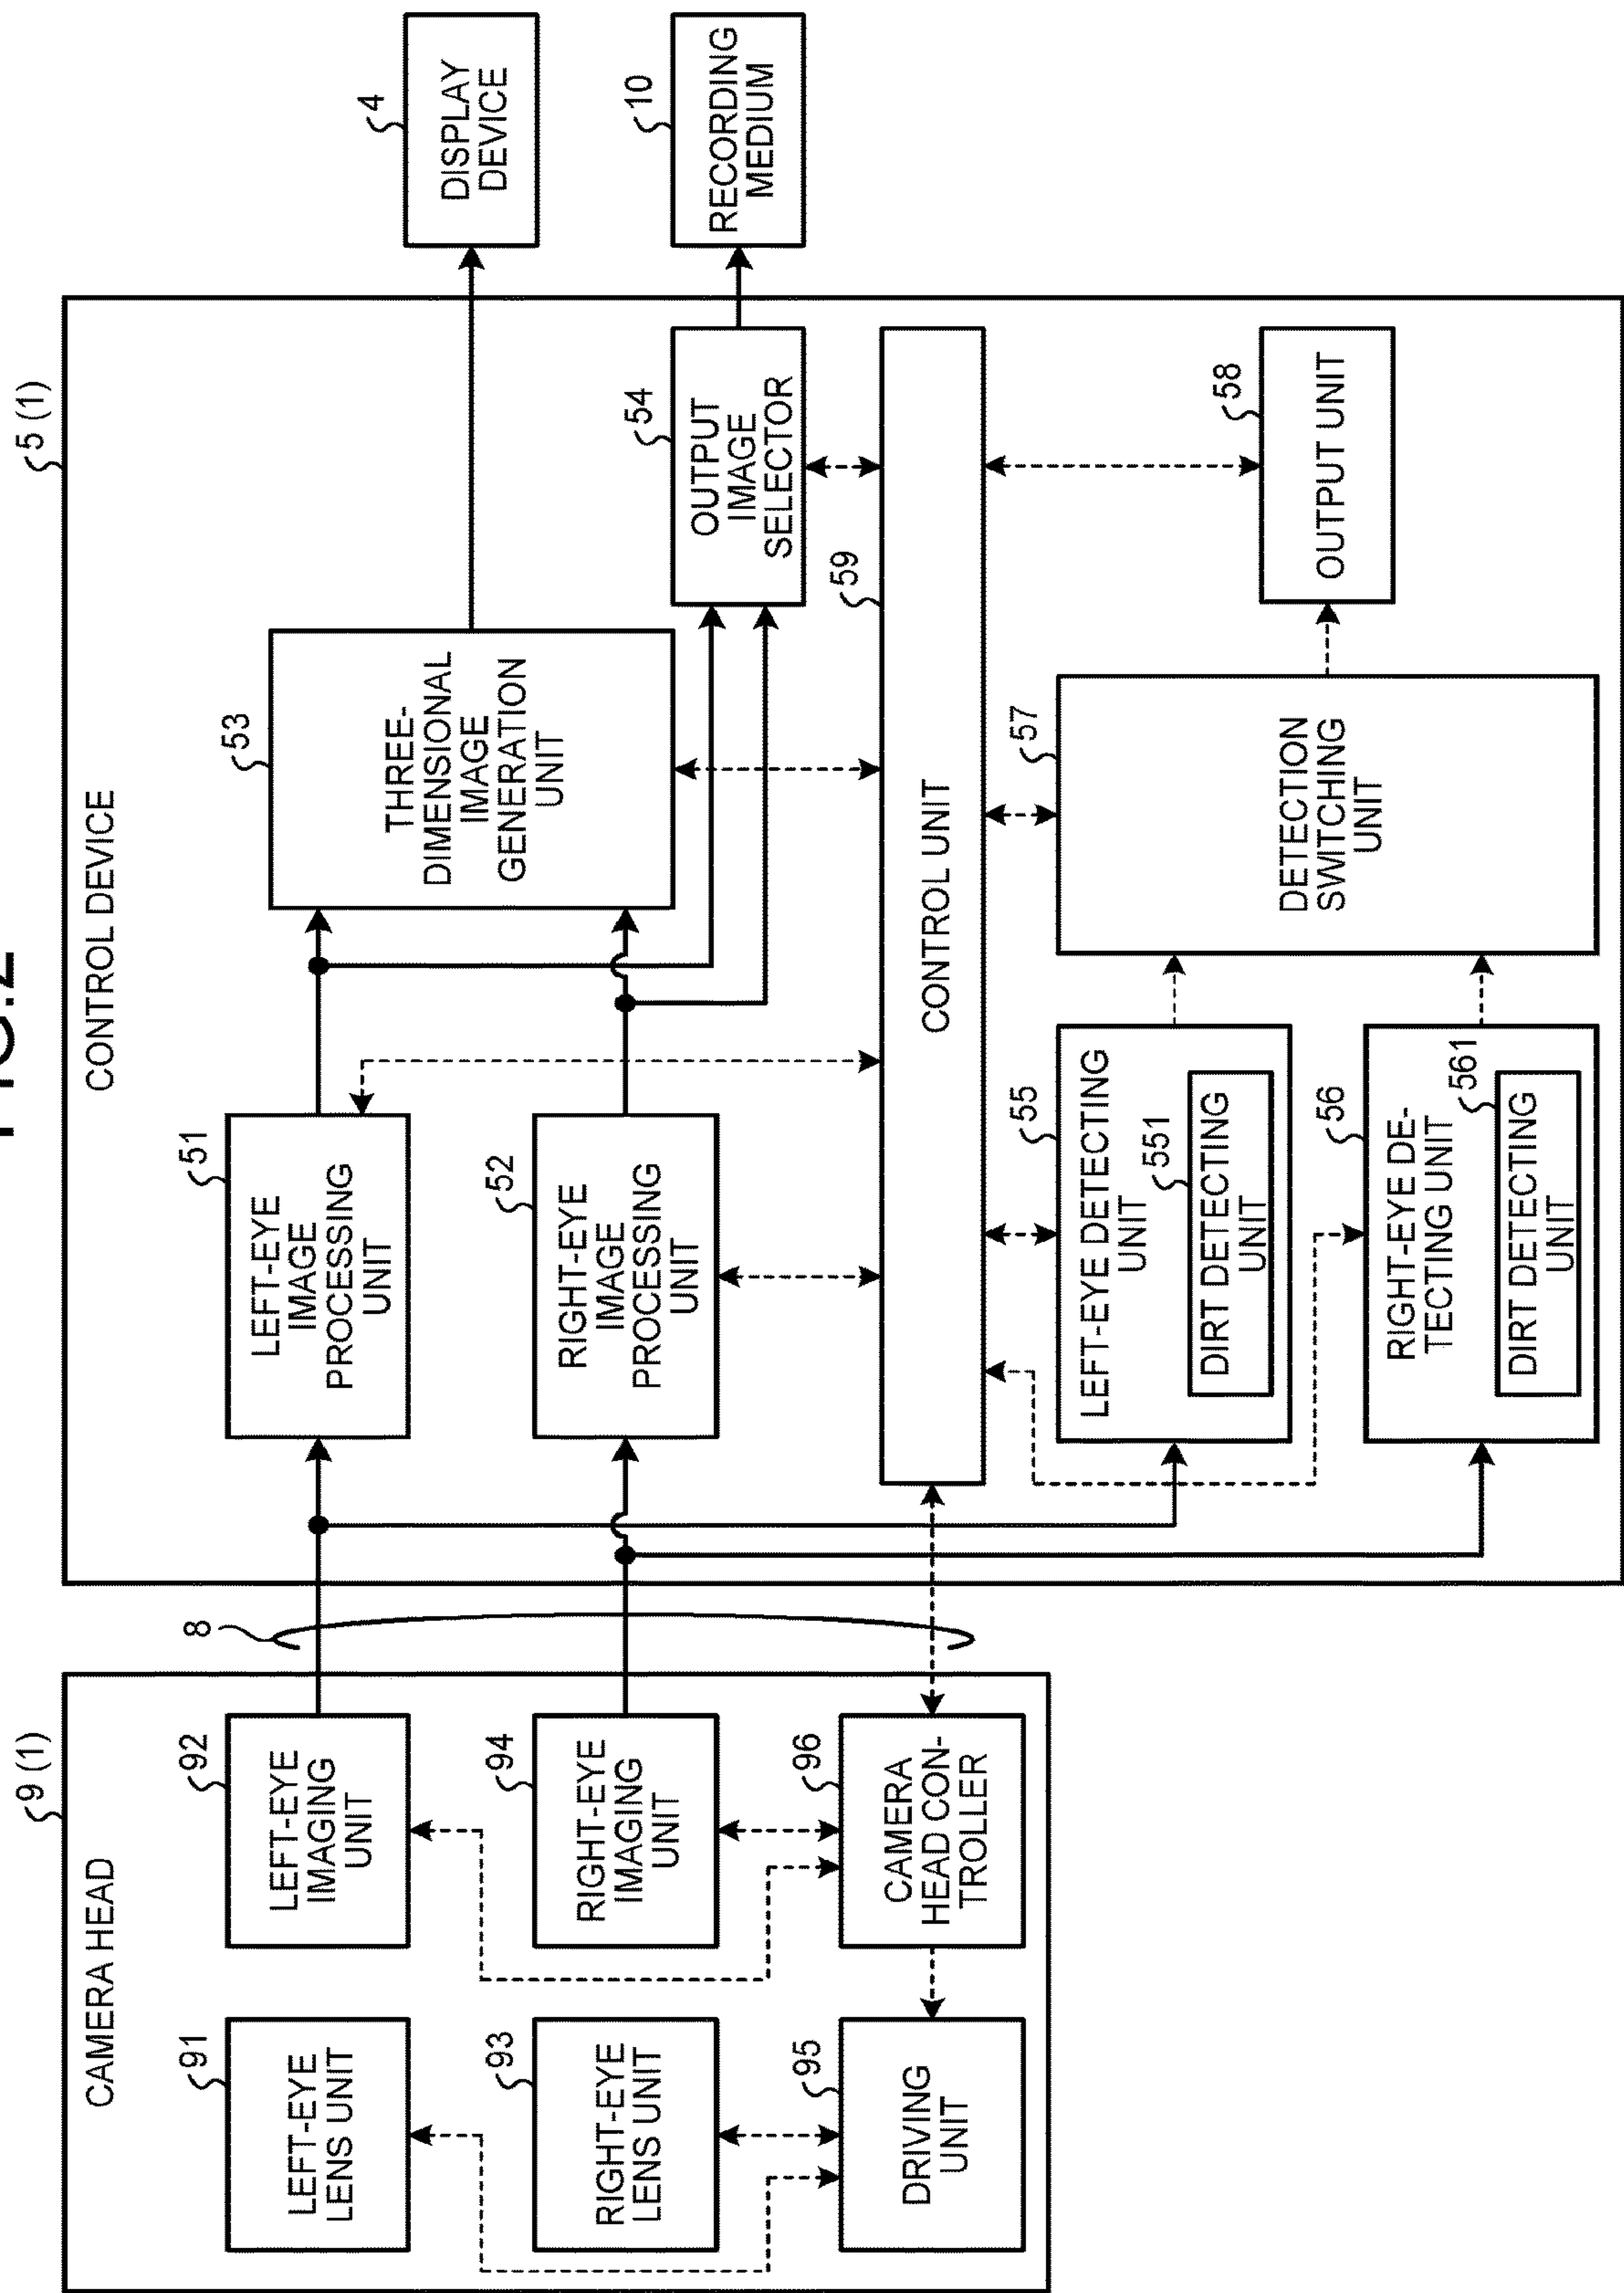 FIG.2
9 (1)
CAMERA HEAD
91
LEFT-EYE
LENS UNIT
92
LEFT-EYE
IMAGING
UNIT
93
RIGHT-EYE
LENS UNIT
94
RIGHT-EYE
IMAGING
UNIT
95
DRIVING
UNIT
96
CAMERA
HEAD CON-
TROLLER
8
5 (1)
CONTROL DEVICE
51
LEFT-EYE
IMAGE
PROCESSING
UNIT
52
RIGHT-EYE
IMAGE
PROCESSING
UNIT
53
THREE-
DIMENSIONAL
IMAGE
GENERATION
UNIT
54
OUTPUT
IMAGE
SELECTOR
59
CONTROL UNIT
55
LEFT-EYE DETECTING
UNIT
551
DIRT DETECTING
UNIT
56
RIGHT-EYE DE-
TECTING UNIT
561
DIRT DETECTING
UNIT
57
DETECTION
SWITCHING
UNIT
58
OUTPUT UNIT
4
DISPLAY
DEVICE
10
RECORDING
MEDIUM